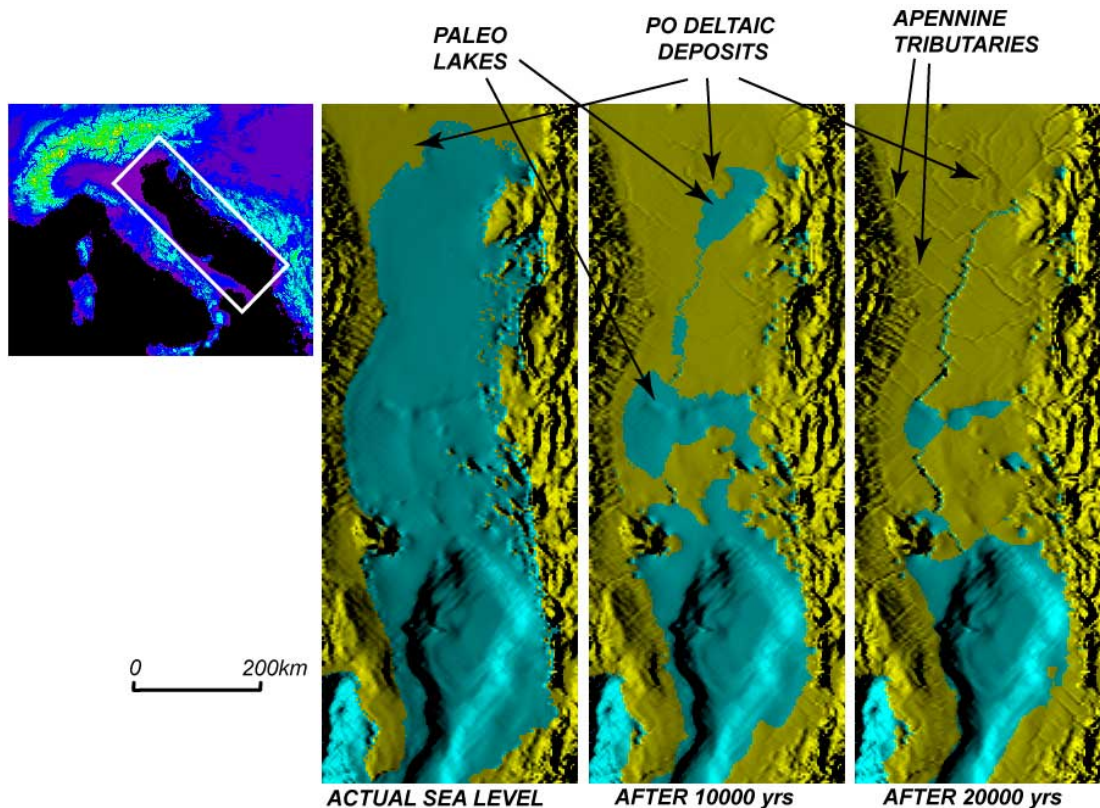 PALEO
LAKES
PO DELTAIC
DEPOSITS
APENNINE
TRIBUTARIES
0 200km
ACTUAL SEA LEVEL
AFTER 10000 yrs
AFTER 20000 yrs